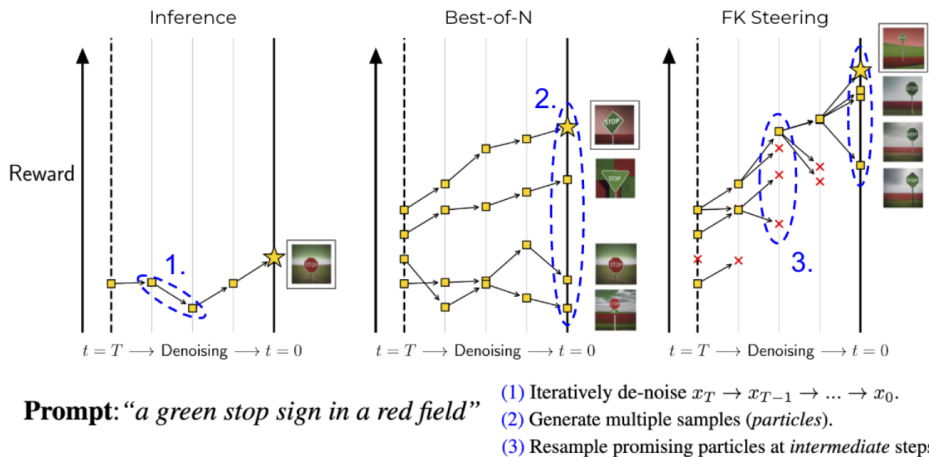 Inference
Best-of-N
FK Steering
Reward
1.
2.
STOP
STOP
3.
t = T → Denoising → t = 0
t = T → Denoising → t = 0
t = T → Denoising → t = 0
Prompt: “a green stop sign in a red field”
(1) Iteratively de-noise x_T → x_{T−1} → ... → x_0.
(2) Generate multiple samples (particles).
(3) Resample promising particles at intermediate steps